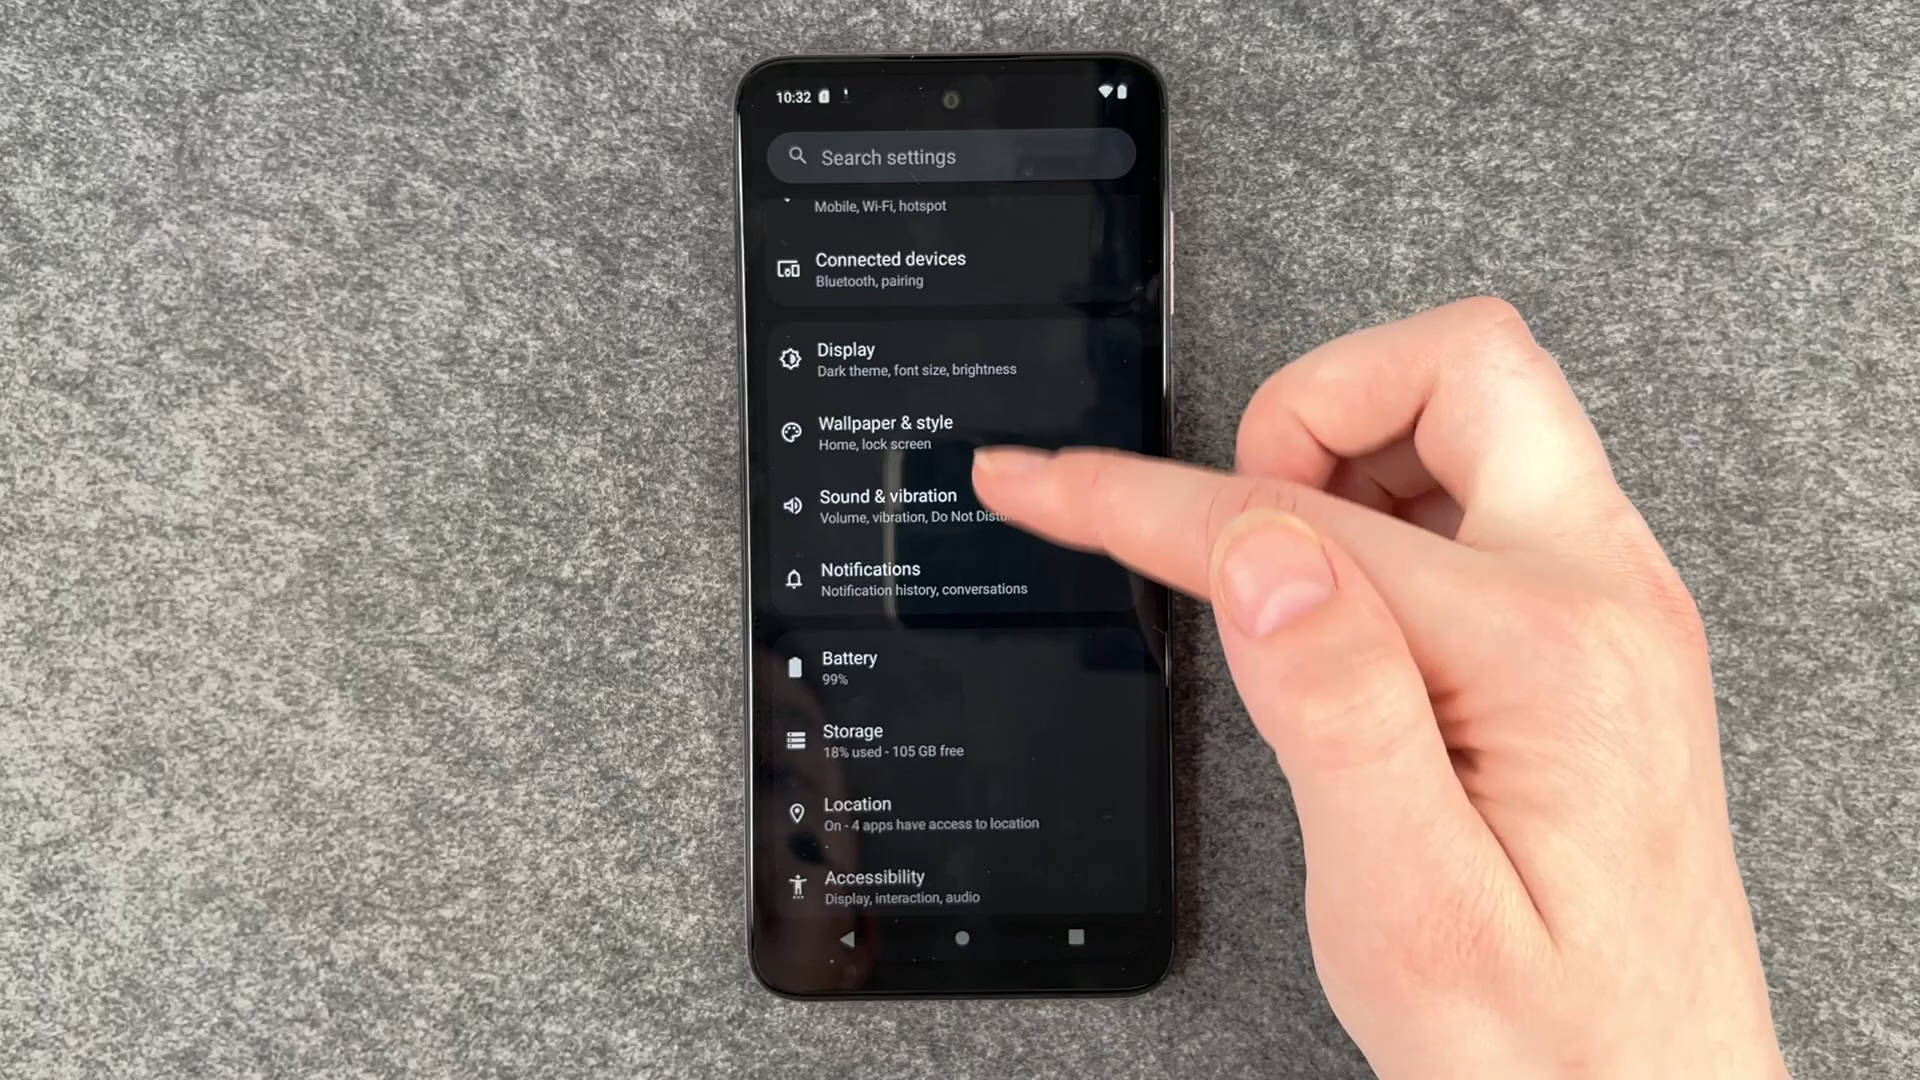 10:32
Search settings
Mobile, Wi-Fi, hotspot
Connected devices
Bluetooth, pairing
Display
Dark theme, font size, brightness
Wallpaper & style
Home, lock screen
Sound & vibration
Volume, vibration, Do Not
Notifications
Notification history, conversations
Battery
99%
Storage
18% used - 105 GB free
Location
On - 4 apps have access to location
Accessibility
Display, interaction, audio